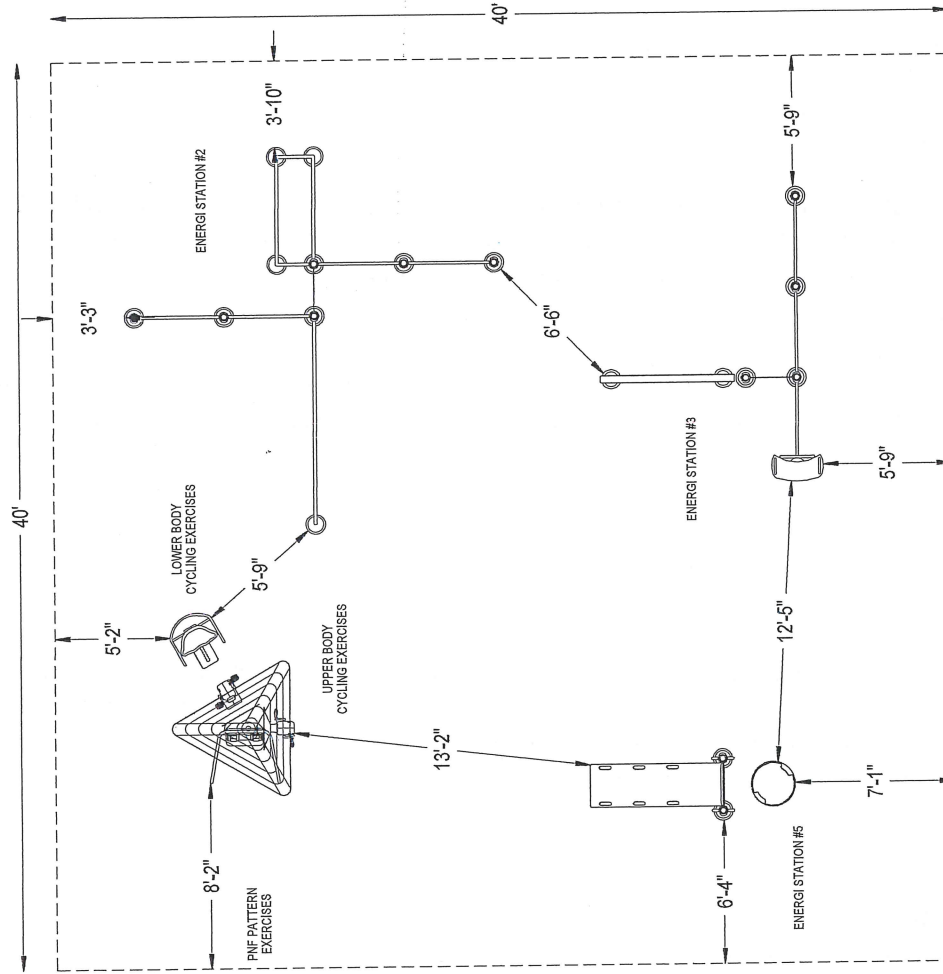 40'
40'
3'-10"
3'-3"
ENERGI STATION #2
5'-9"
6'-6"
LOWER BODY
CYCLING EXERCISES
5'-9"
5'-2"
UPPER BODY
CYCLING EXERCISES
ENERGI STATION #3
5'-9"
12'-5"
13'-2"
8'-2"
PNF PATTERN
EXERCISES
6'-4"
7'-1"
ENERGI STATION #5